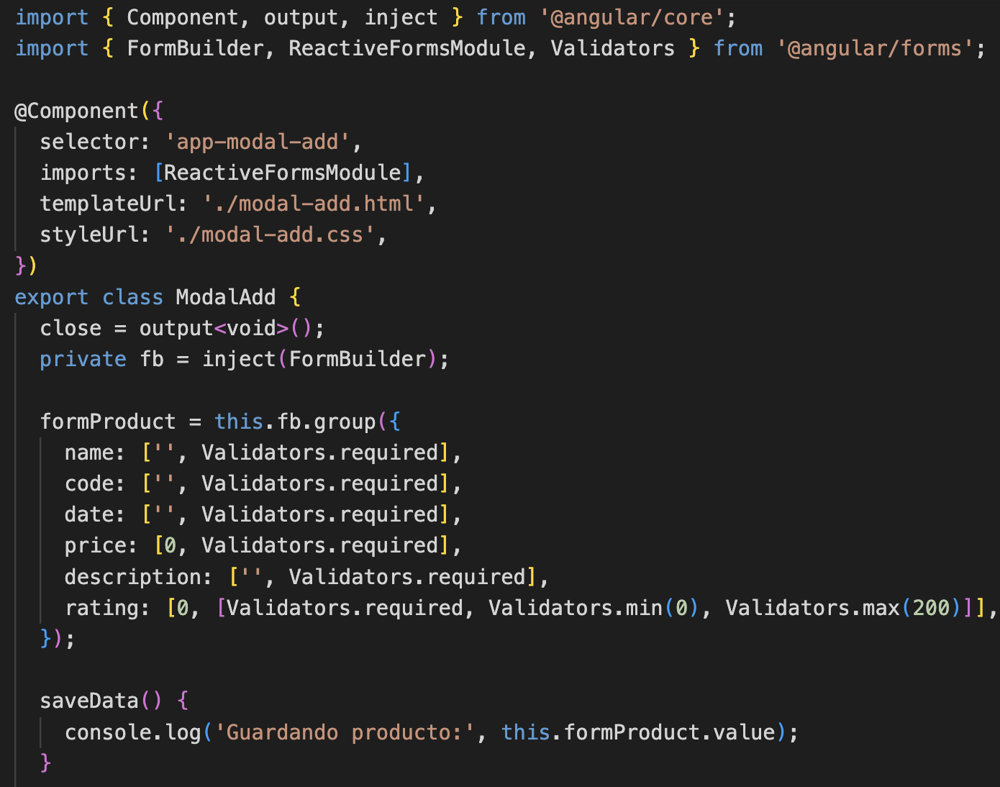 import { Component, output, inject } from '@angular/core';
import { FormBuilder, ReactiveFormsModule, Validators } from '@angular/forms';

@Component({
  selector: 'app-modal-add',
  imports: [ReactiveFormsModule],
  templateUrl: './modal-add.html',
  styleUrl: './modal-add.css',
})
export class ModalAdd {
  close = output<void>();
  private fb = inject(FormBuilder);

  formProduct = this.fb.group({
    name: ['', Validators.required],
    code: ['', Validators.required],
    date: ['', Validators.required],
    price: [0, Validators.required],
    description: ['', Validators.required],
    rating: [0, [Validators.required, Validators.min(0), Validators.max(200)]],
  });

  saveData() {
    console.log('Guardando producto:', this.formProduct.value);
  }